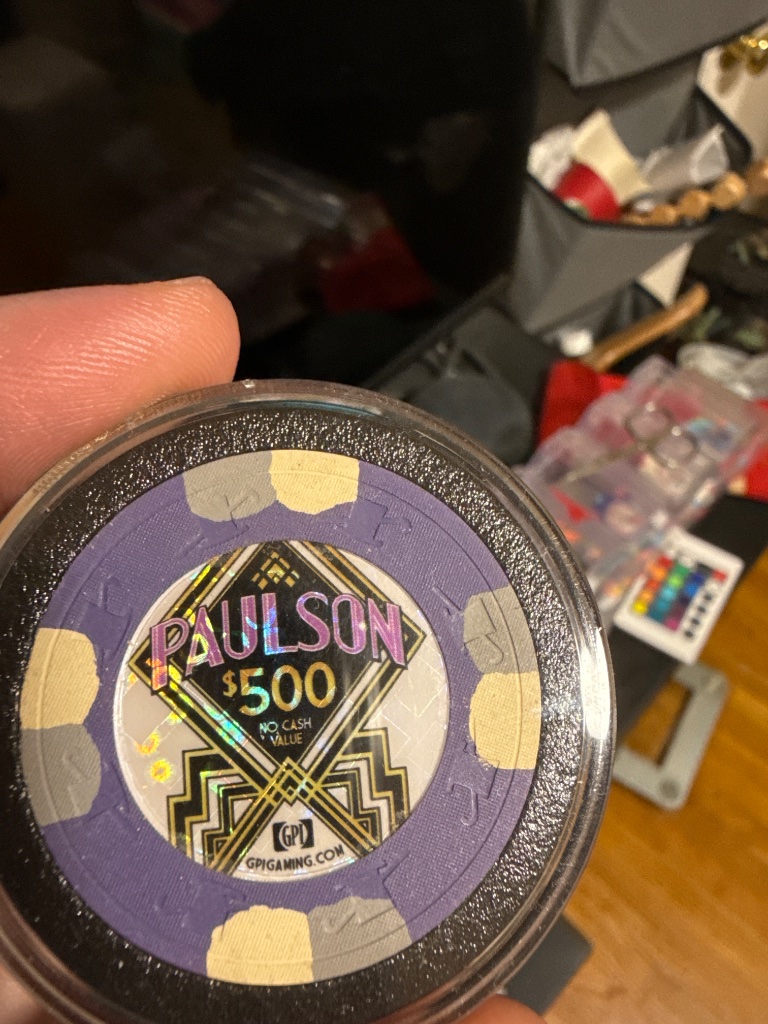 PAULSON
$500
NO CASH
VALUE
GPI
GPIGAMING.COM